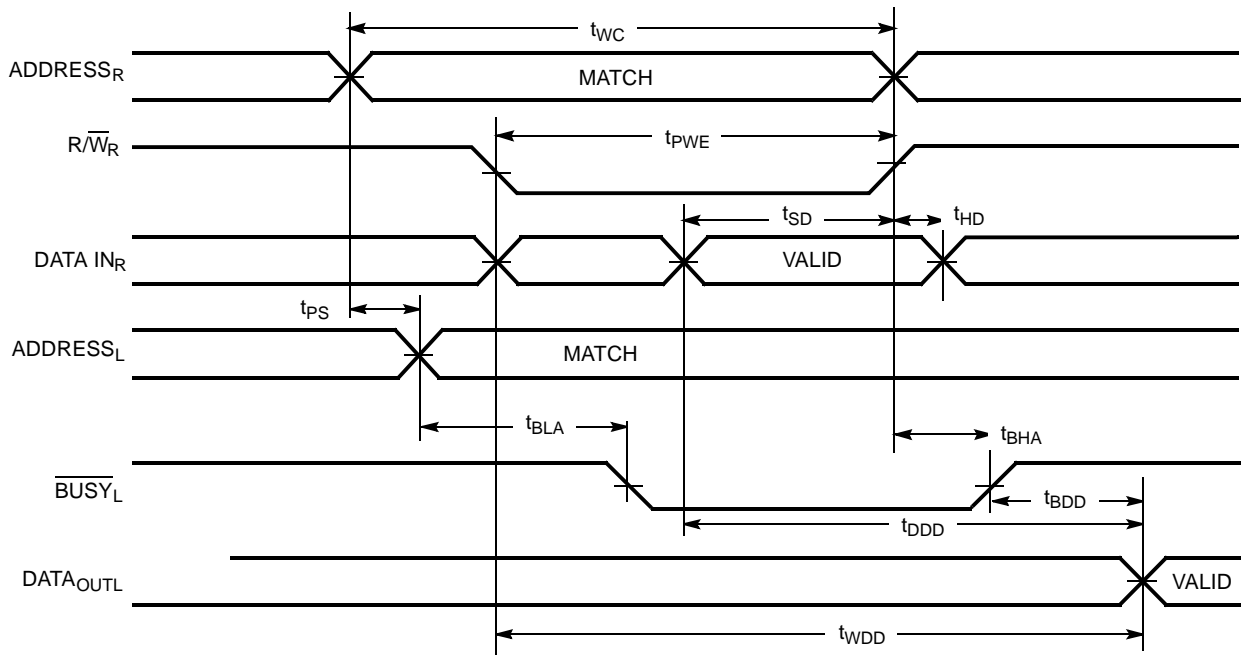 tWC
ADDRESSR
MATCH
R/W̅R
tPWE
tSD
tHD
DATA INR
VALID
tPS
ADDRESSL
MATCH
tBLA
tBHA
B̅U̅S̅Y̅L
tBDD
tDDD
DATAOUTL
VALID
tWDD